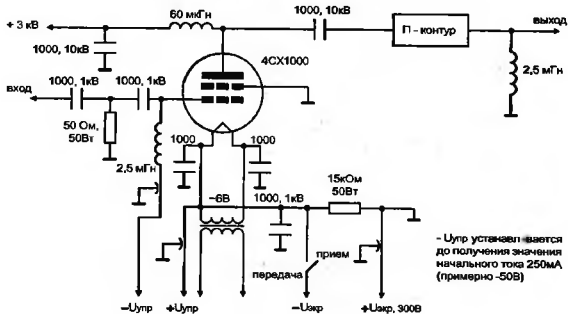 + 3 кВ
60 мкГн
1000, 10кВ
1000, 10кВ
П - контур
выход
2,5 мГн
4CX1000
1000, 1кВ
1000, 1кВ
вход
50 Ом,
50Вт
2,5мГн
1000
1000
~6В
1000, 1кВ
15кОм
50Вт
прием
передача
–Uупр
+Uупр
–Uэкр
+Uэкр, 300В
- Uупр устанавливается
до получения значения
начального тока 250мА
(примерно -50В)